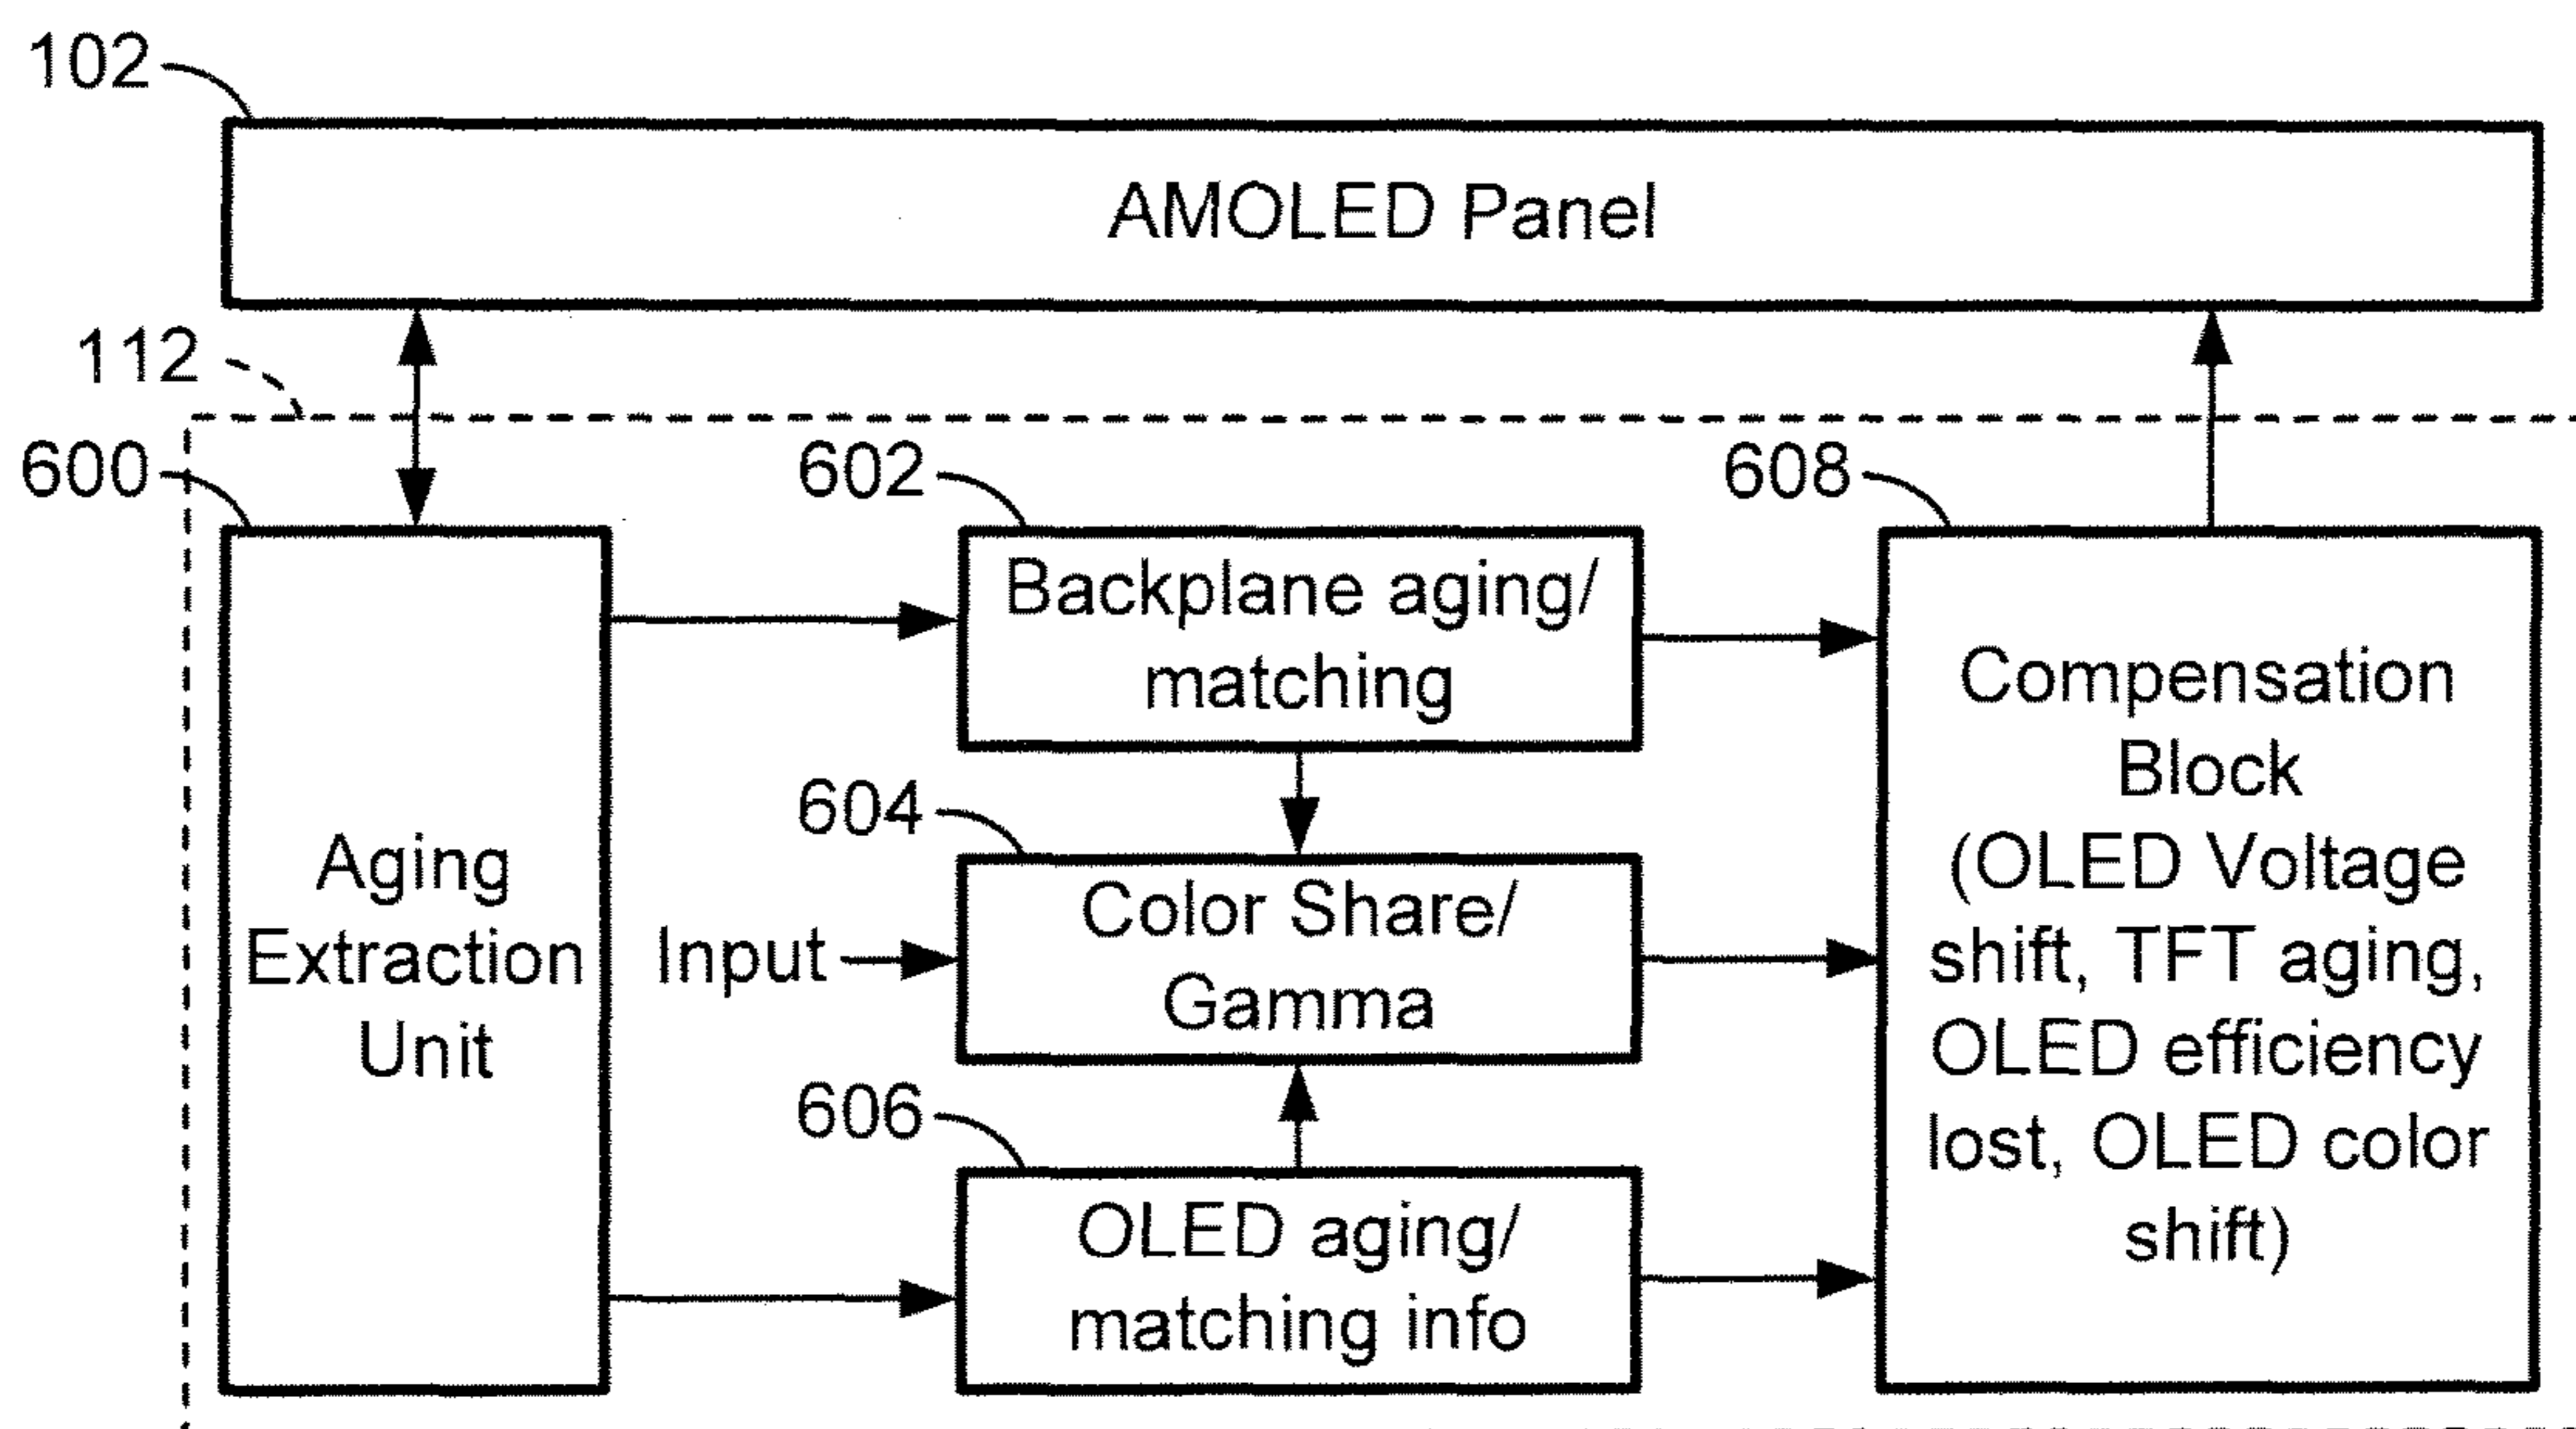 102
AMOLED Panel
112
600
602
608
Backplane aging/
matching
Compensation
Block
(OLED Voltage
shift, TFT aging,
OLED efficiency
lost, OLED color
shift)
604
Aging
Extraction
Unit
Input
Color Share/
Gamma
606
OLED aging/
matching info